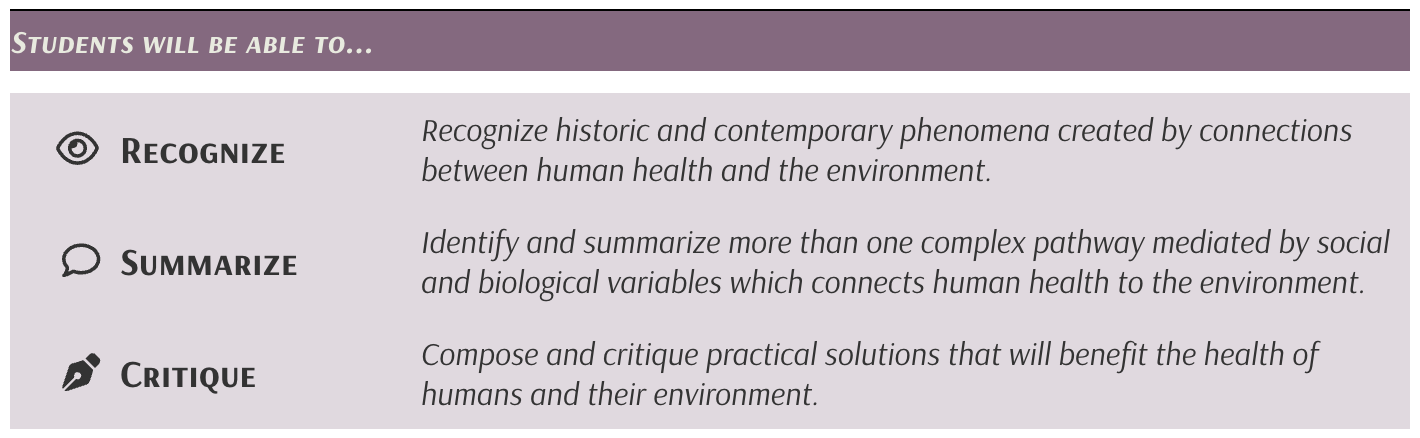 Students will be able to...
Recognize
Recognize historic and contemporary phenomena created by connections
between human health and the environment.
Summarize
Identify and summarize more than one complex pathway mediated by social
and biological variables which connects human health to the environment.
Critique
Compose and critique practical solutions that will benefit the health of
humans and their environment.